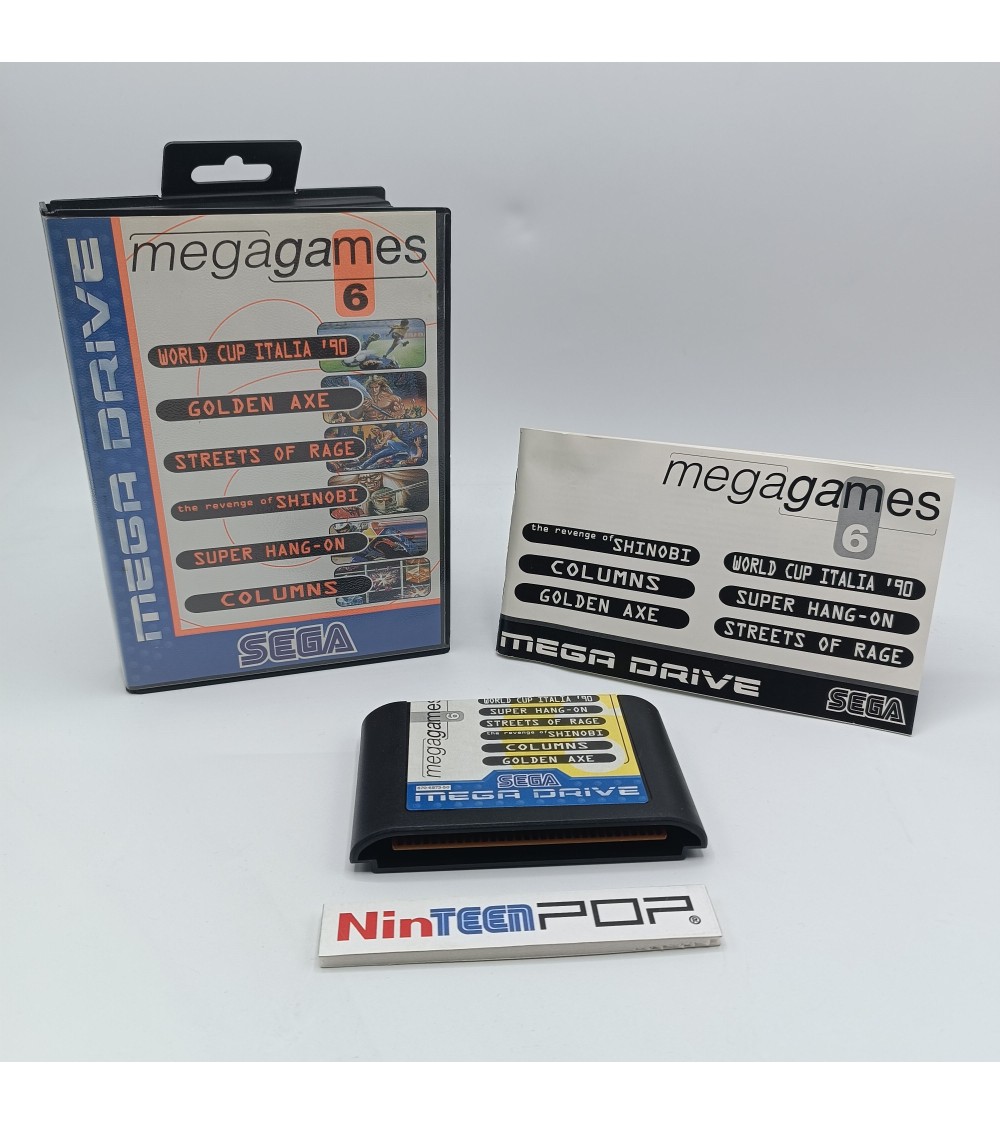 megagames
6
WORLD CUP ITALIA '90
GOLDEN AXE
STREETS OF RAGE
the revenge of SHINOBI
SUPER HANG-ON
COLUMNS
MEGA DRIVE
SEGA
megagames
6
the revenge of SHINOBI
COLUMNS
GOLDEN AXE
WORLD CUP ITALIA '90
SUPER HANG-ON
STREETS OF RAGE
MEGA DRIVE
SEGA
megagames
6
WORLD CUP ITALIA '90
SUPER HANG-ON
STREETS OF RAGE
the revenge of SHINOBI
COLUMNS
GOLDEN AXE
SEGA
MEGA DRIVE
NinTEENPOP®